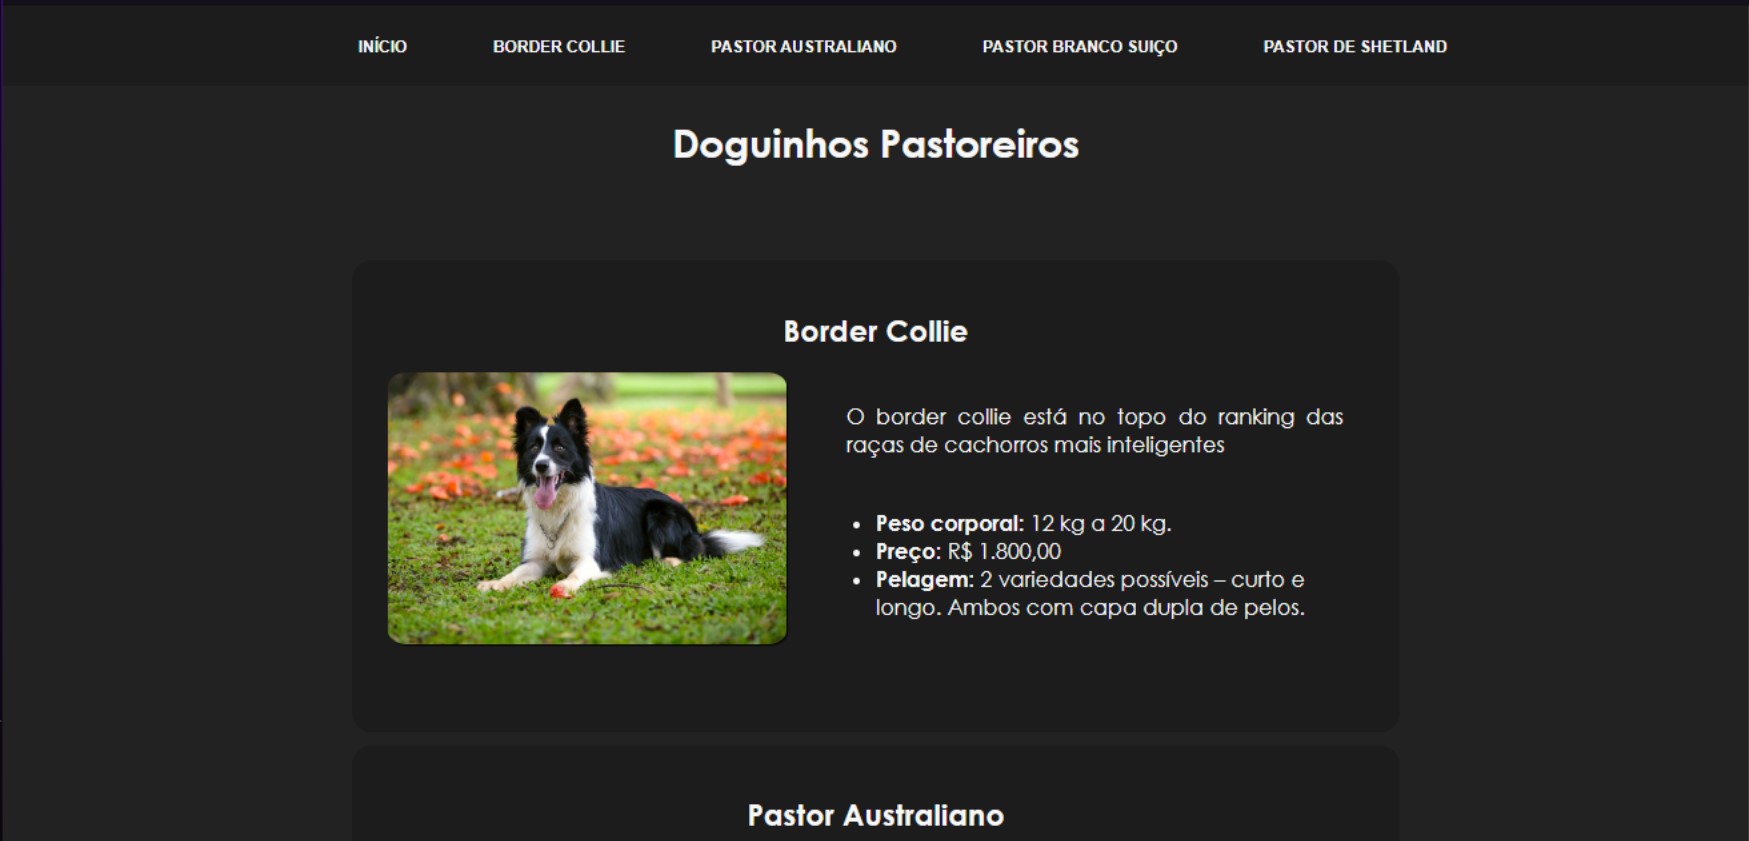 INÍCIO BORDER COLLIE PASTOR AUSTRALIANO PASTOR BRANCO SUIÇO PASTOR DE SHETLAND
Doguinhos Pastoreiros
Border Collie
O border collie está no topo do ranking das
raças de cachorros mais inteligentes
• Peso corporal: 12 kg a 20 kg.
• Preço: R$ 1.800,00
• Pelagem: 2 variedades possíveis – curto e
longo. Ambos com capa dupla de pelos.
Pastor Australiano